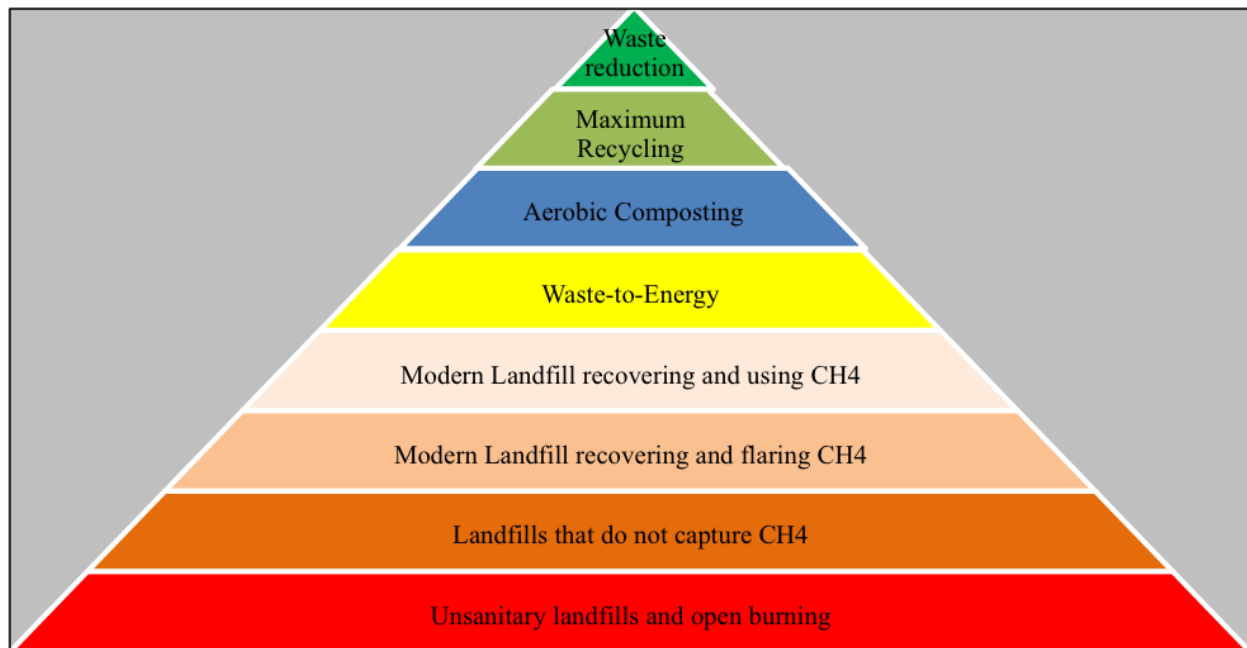 Waste
reduction
Maximum
Recycling
Aerobic Composting
Waste-to-Energy
Modern Landfill recovering and using CH4
Modern Landfill recovering and flaring CH4
Landfills that do not capture CH4
Unsanitary landfills and open burning